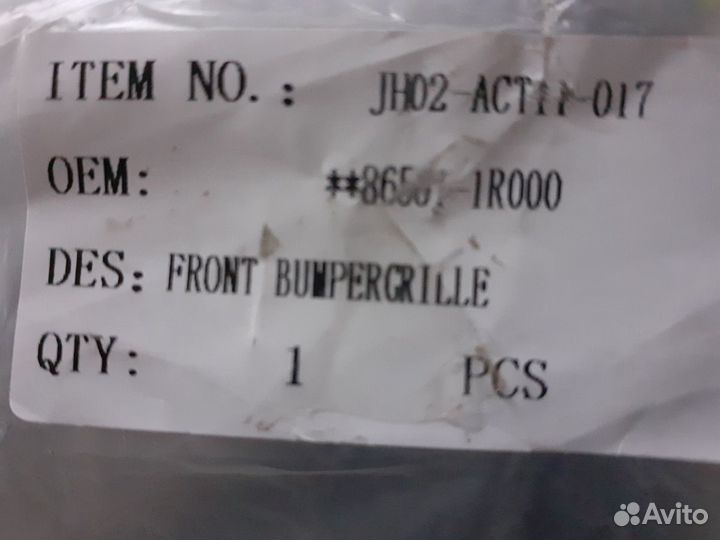 ITEM NO.: JH02-ACT11-017
OEM: 
DES: FRONT BUMPERGRILLE
QTY: 1 PCS
Avito